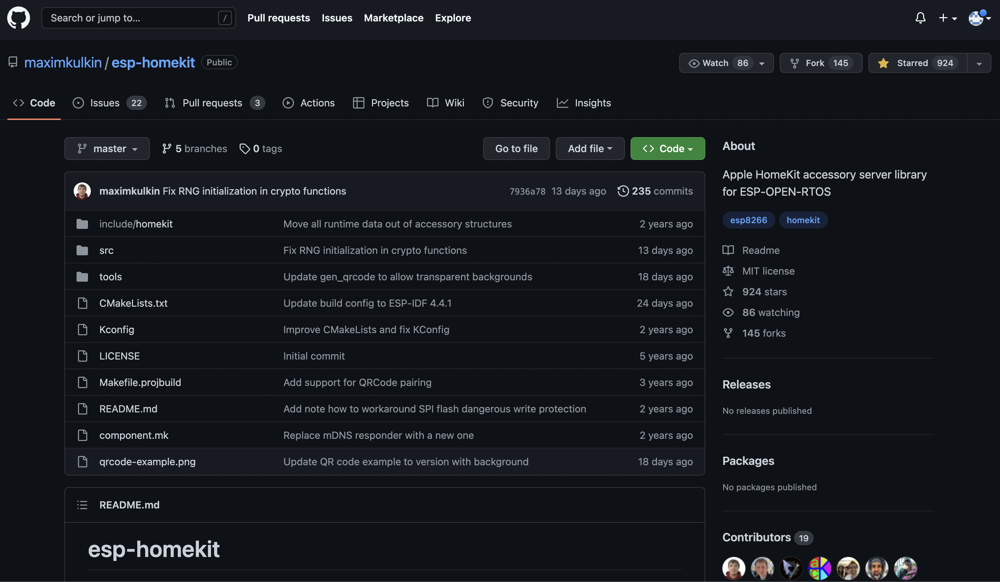 Search or jump to... /
Pull requests Issues Marketplace Explore
maximkulkin / esp-homekit Public
Watch 86 Fork 145 Starred 924
Code Issues 22 Pull requests 3 Actions Projects Wiki Security Insights
master 5 branches 0 tags Go to file Add file Code
maximkulkin Fix RNG initialization in crypto functions 7936a78 13 days ago 235 commits
include/homekit Move all runtime data out of accessory structures 2 years ago
src Fix RNG initialization in crypto functions 13 days ago
tools Update gen_qrcode to allow transparent backgrounds 18 days ago
CMakeLists.txt Update build config to ESP-IDF 4.4.1 24 days ago
Kconfig Improve CMakeLists and fix KConfig 2 years ago
LICENSE Initial commit 5 years ago
Makefile.projbuild Add support for QRCode pairing 3 years ago
README.md Add note how to workaround SPI flash dangerous write protection 2 years ago
component.mk Replace mDNS responder with a new one 2 years ago
qrcode-example.png Update QR code example to version with background 18 days ago
README.md
esp-homekit
About
Apple HomeKit accessory server library
for ESP-OPEN-RTOS
esp8266 homekit
Readme
MIT license
924 stars
86 watching
145 forks
Releases
No releases published
Packages
No packages published
Contributors 19
acK